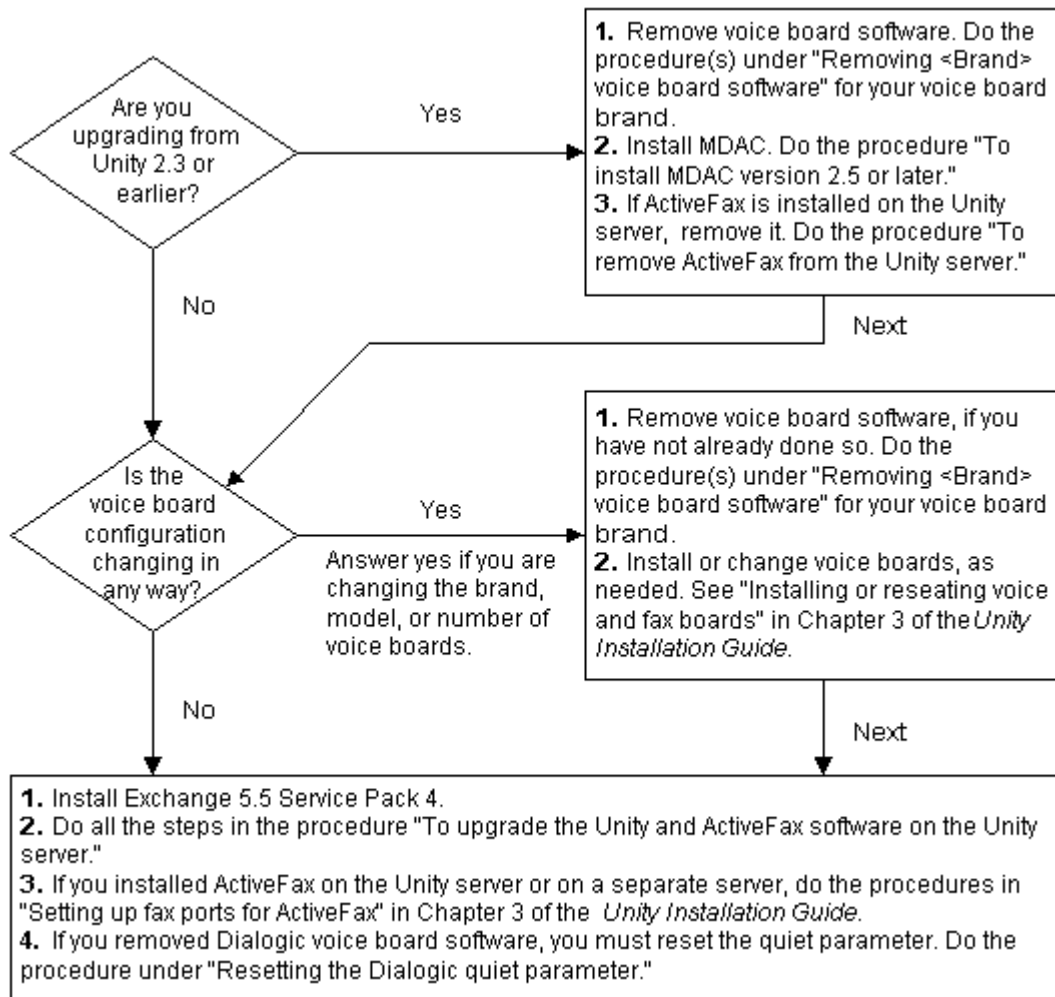 Are you
upgrading from
Unity 2.3 or
earlier?
Yes
1. Remove voice board software. Do the
procedure(s) under "Removing <Brand>
voice board software" for your voice board
brand.
2. Install MDAC. Do the procedure "To
install MDAC version 2.5 or later."
3. If ActiveFax is installed on the Unity
server, remove it. Do the procedure "To
remove ActiveFax from the Unity server."
No
Next
Is the
voice board
configuration
changing in
any way?
Yes
Answer yes if you are
changing the brand,
model, or number of
voice boards.
1. Remove voice board software, if you
have not already done so. Do the
procedure(s) under "Removing <Brand>
voice board software" for your voice board
brand.
2. Install or change voice boards, as
needed. See "Installing or reseating voice
and fax boards" in Chapter 3 of the Unity
Installation Guide.
No
Next
1. Install Exchange 5.5 Service Pack 4.
2. Do all the steps in the procedure "To upgrade the Unity and ActiveFax software on the Unity
server."
3. If you installed ActiveFax on the Unity server or on a separate server, do the procedures in
"Setting up fax ports for ActiveFax" in Chapter 3 of the Unity Installation Guide.
4. If you removed Dialogic voice board software, you must reset the quiet parameter. Do the
procedure under "Resetting the Dialogic quiet parameter."